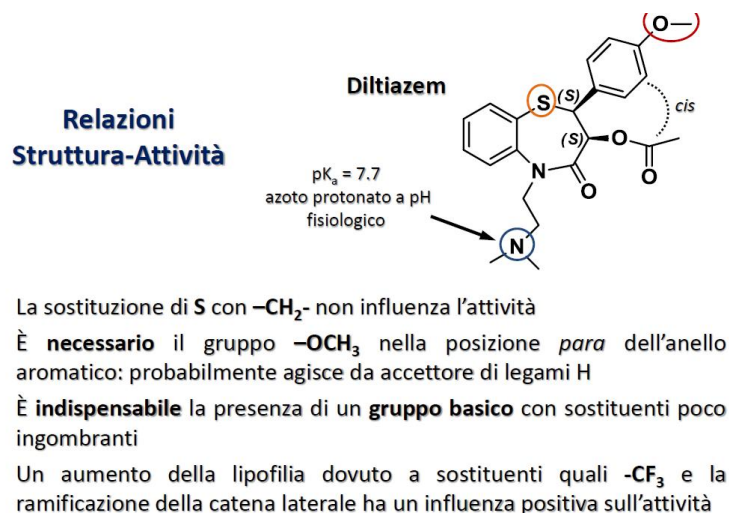 Relazioni
Struttura-Attività
Diltiazem
O
S
(S)
cis
(S)
O
N
O
O
pKa = 7.7
azoto protonato a pH
fisiologico
N
La sostituzione di S con –CH2- non influenza l'attività
È necessario il gruppo –OCH3 nella posizione para dell'anello
aromatico: probabilmente agisce da accettore di legami H
È indispensabile la presenza di un gruppo basico con sostituenti poco
ingombranti
Un aumento della lipofilia dovuto a sostituenti quali -CF3 e la
ramificazione della catena laterale ha un influenza positiva sull'attività